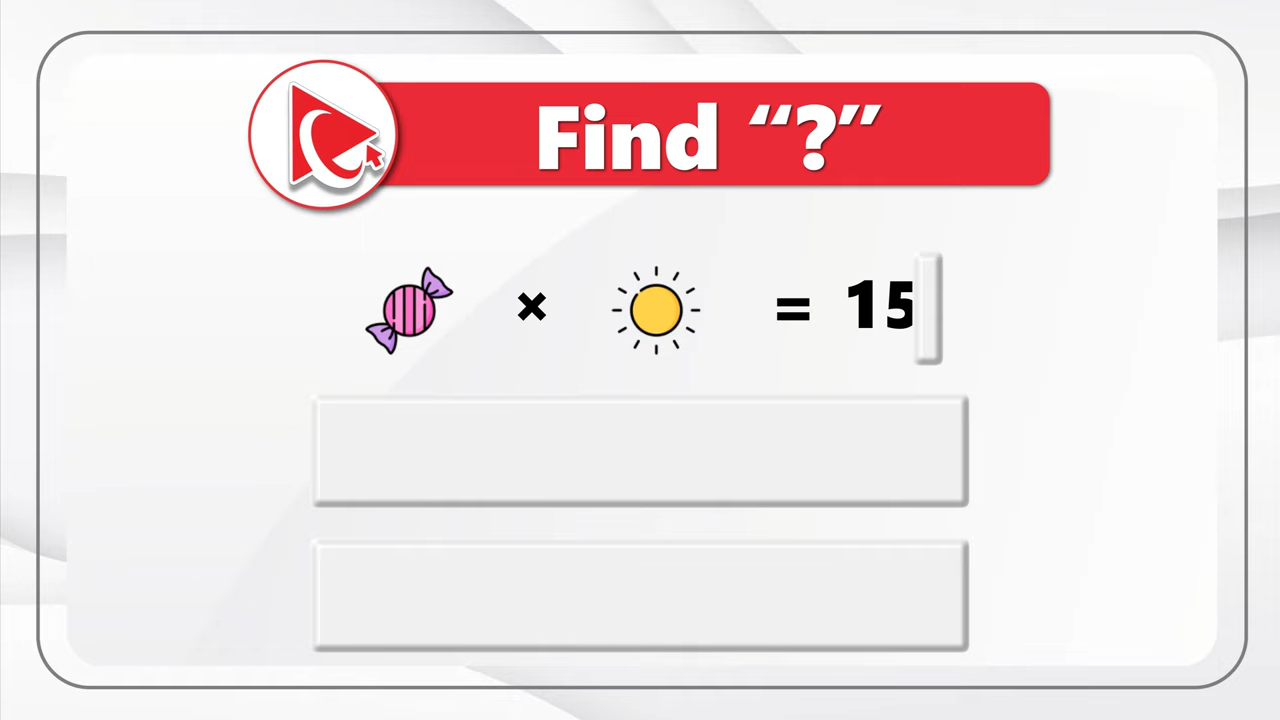 Find “?”
× = 15